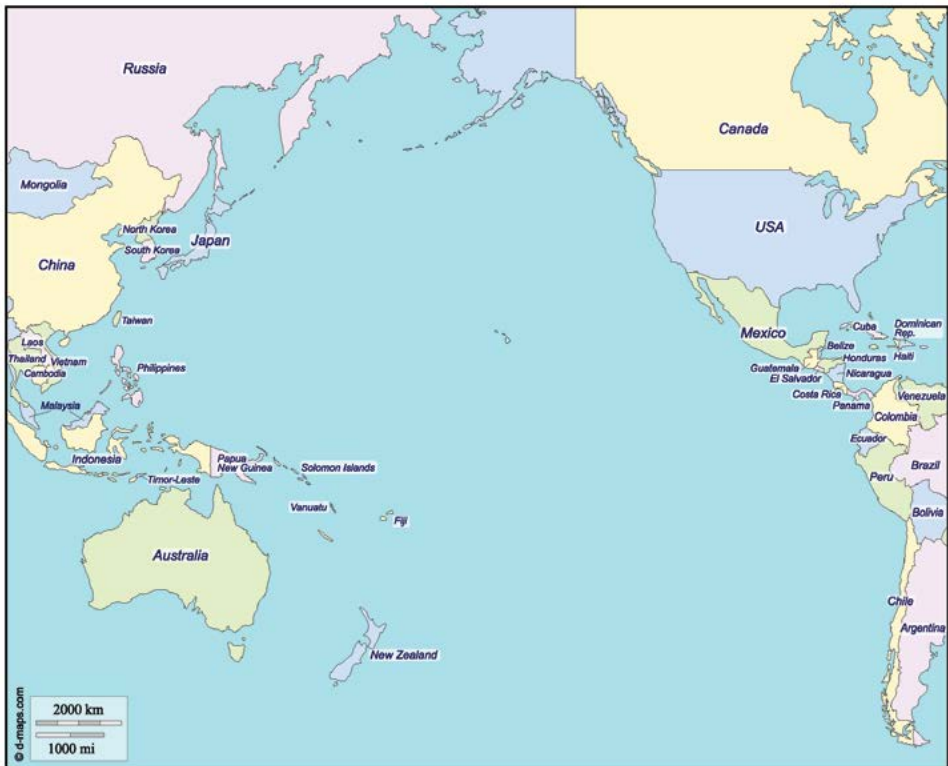 Russia
Canada
Mongolia
USA
North Korea
Japan
South Korea
China
Taiwan
Mexico
Cuba
Dominican
Rep.
Belize
Haiti
Laos
Thailand
Vietnam
Cambodia
Philippines
Guatemala
Honduras
El Salvador
Nicaragua
Costa Rica
Venezuela
Panama
Malaysia
Colombia
Ecuador
Indonesia
Papua
New Guinea
Solomon Islands
Brazil
Peru
Timor-Leste
Vanuatu
Fiji
Bolivia
Australia
Chile
Argentina
New Zealand
2000 km
1000 mi
© d-maps.com